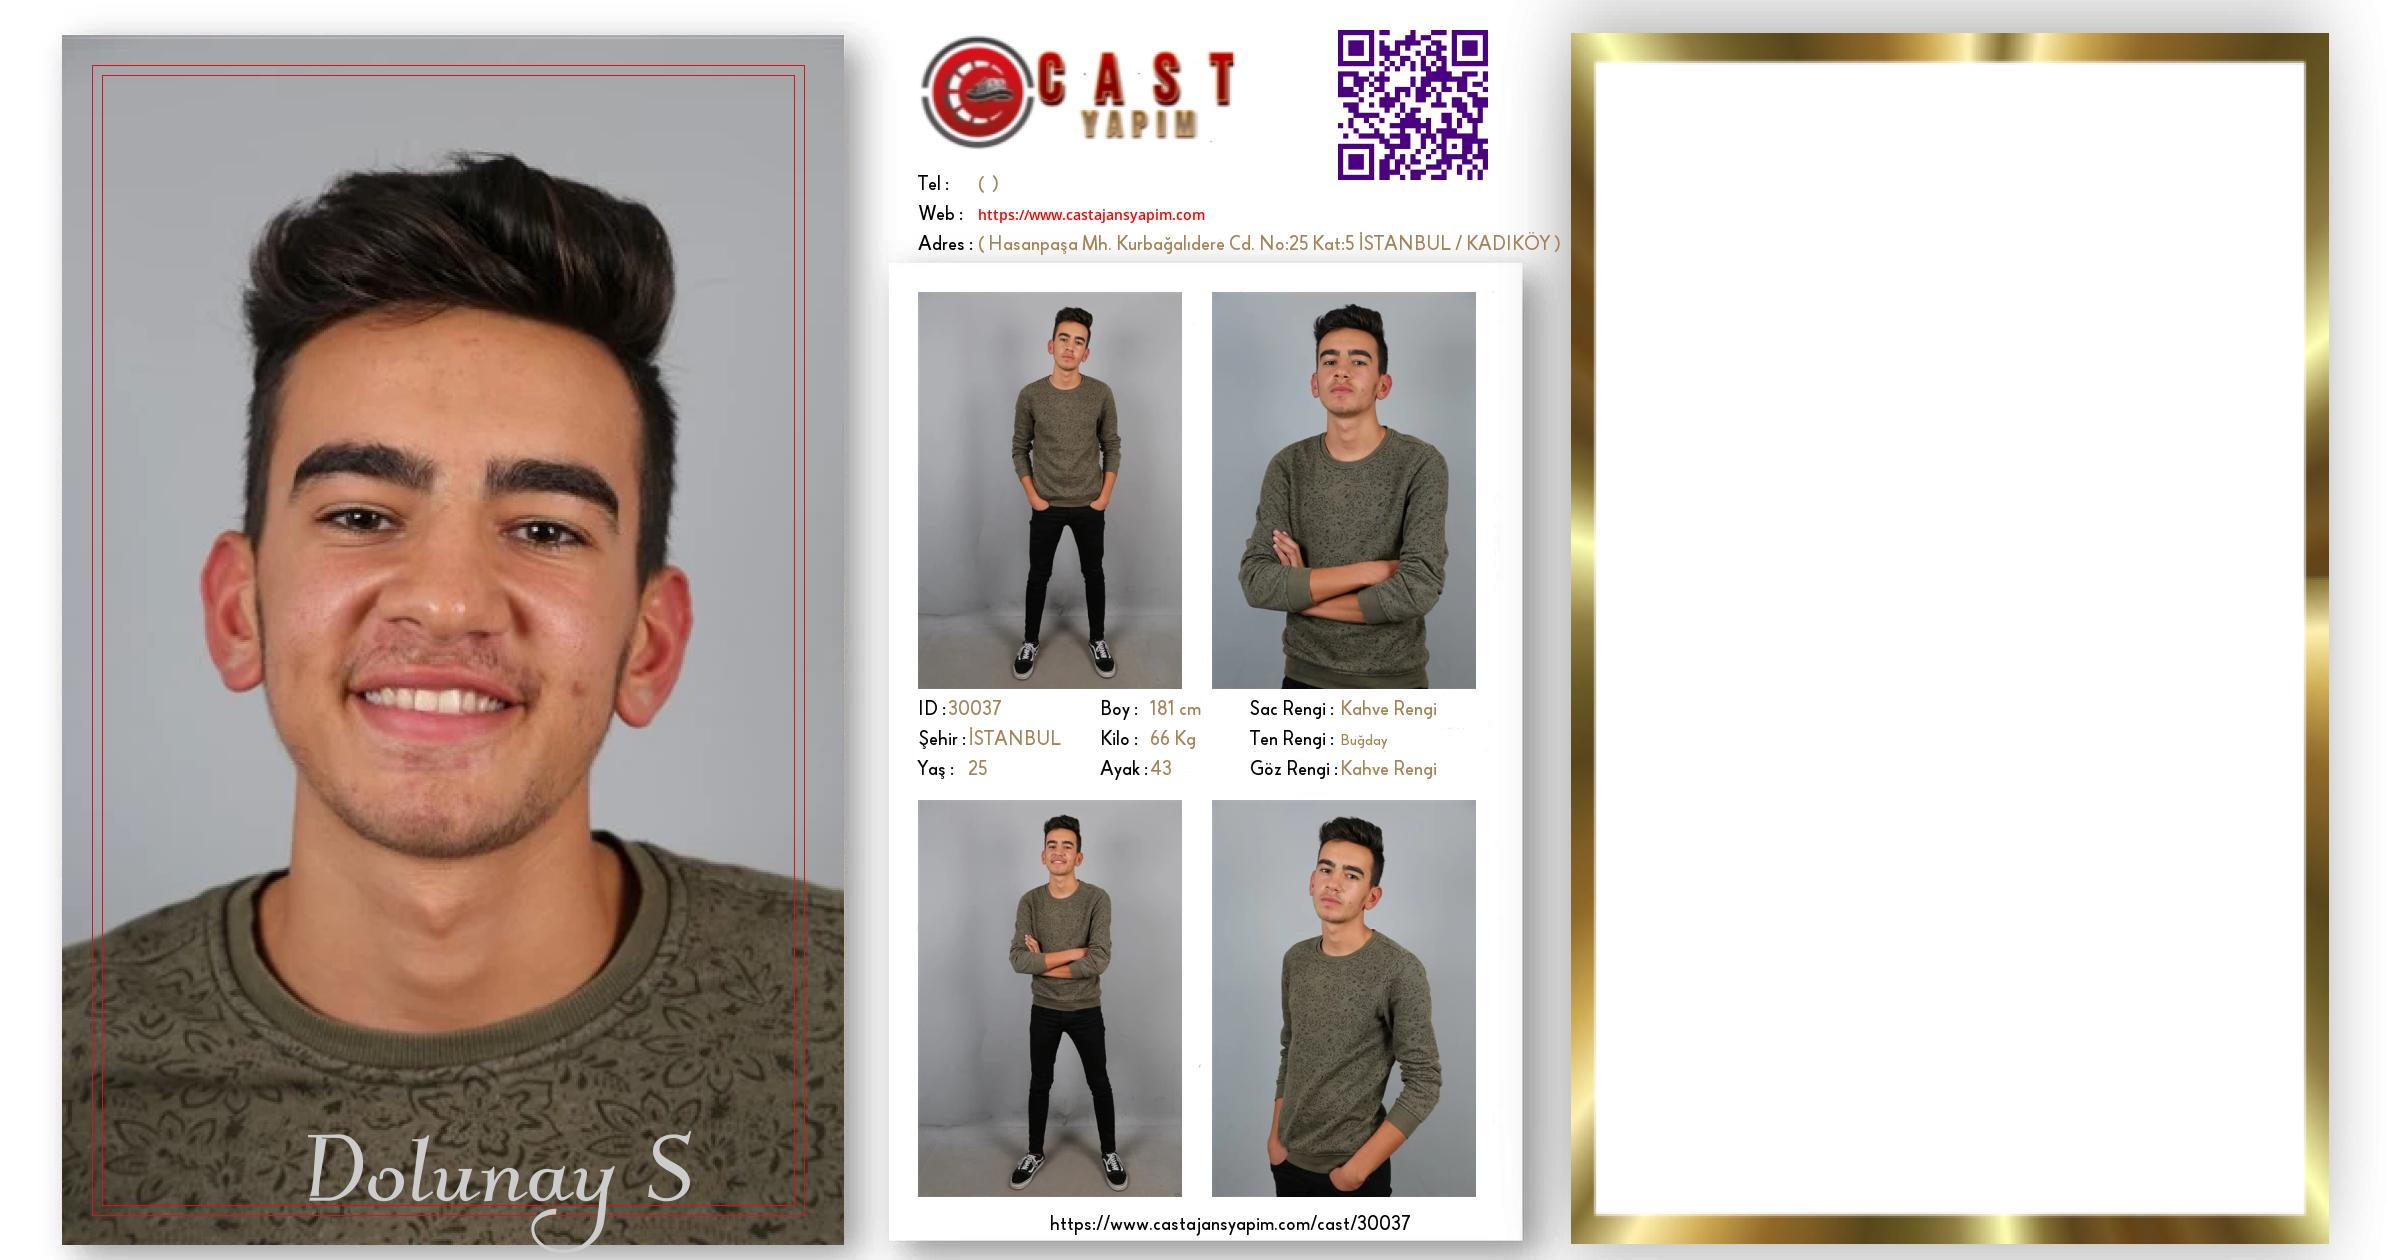 CAST
YAPIM
Tel : ( )
Web : https://www.castajansyapim.com
Adres : ( Hasanpaşa Mh. Kurbağalıdere Cd. No:25 Kat:5 İSTANBUL / KADIKÖY )
ID : 30037 Boy : 181 cm Sac Rengi : Kahve Rengi
Şehir : İSTANBUL Kilo : 66 Kg Ten Rengi : Buğday
Yaş : 25 Ayak : 43 Göz Rengi : Kahve Rengi
https://www.castajansyapim.com/cast/30037
Dolunay S